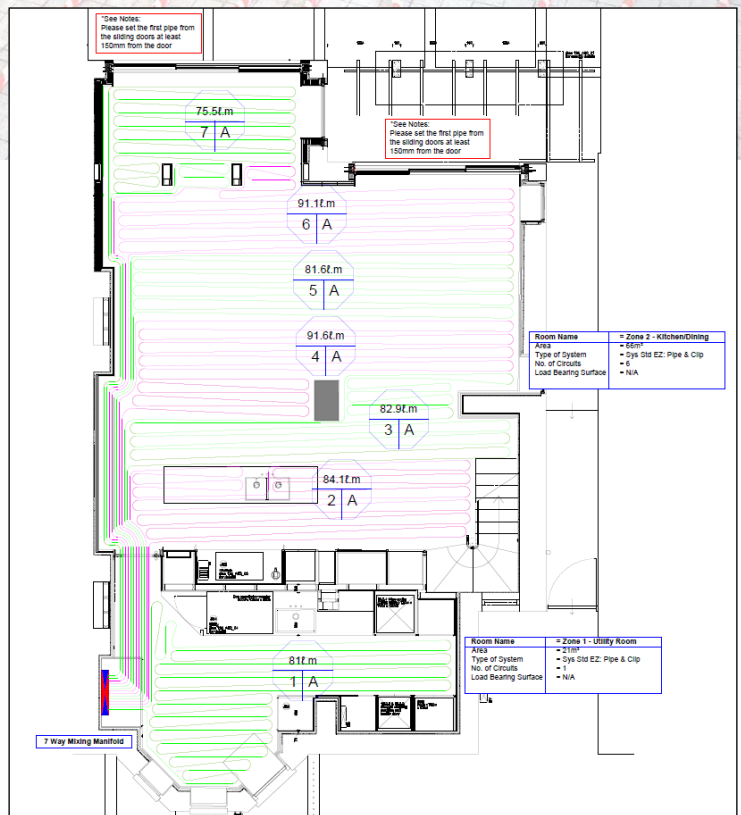 *See Notes:
Please set the first pipe from
the sliding doors at least
150mm from the door
75.5ℓ.m
7 A
*See Notes:
Please set the first pipe from
the sliding doors at least
150mm from the door
91.1ℓ.m
6 A
81.6ℓ.m
5 A
91.6ℓ.m
4 A
Room Name = Zone 2 - Kitchen/Dining
Area = 66m²
Type of System = Sys Std EZ: Pipe & Clip
No. of Circuits = 6
Load Bearing Surface = N/A
82.9ℓ.m
3 A
84.1ℓ.m
2 A
Room Name = Zone 1 - Utility Room
Area = 21m²
Type of System = Sys Std EZ: Pipe & Clip
No. of Circuits = 1
Load Bearing Surface = N/A
81ℓ.m
1 A
7 Way Mixing Manifold